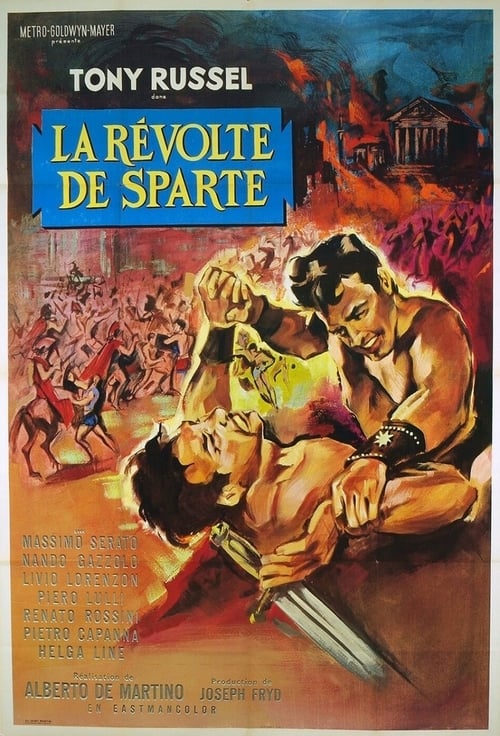 METRO-GOLDWYN-MAYER
présente
TONY RUSSEL
dans
LA RÉVOLTE
DE SPARTE
avec
MASSIMO SERATO
NANDO GAZZOLO
LIVIO LORENZON
PIERO LULLI
RENATO ROSSINI
PIETRO CAPANNA
HELGA LINE
Réalisation de
ALBERTO DE MARTINO
Production de
JOSEPH FRYD
EN EASTMANCOLOR